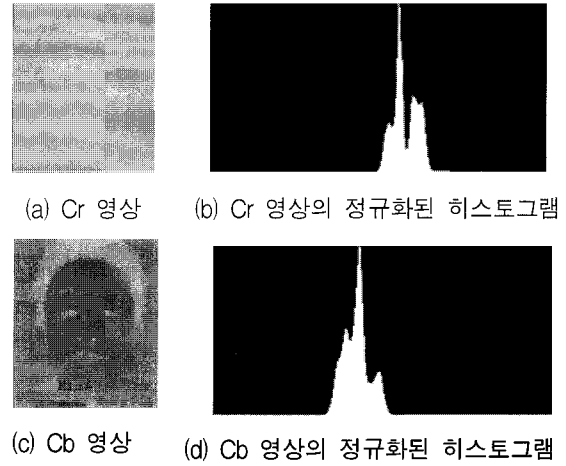 (a) Cr 영상
(b) Cr 영상의 정규화된 히스토그램
(c) Cb 영상
(d) Cb 영상의 정규화된 히스토그램